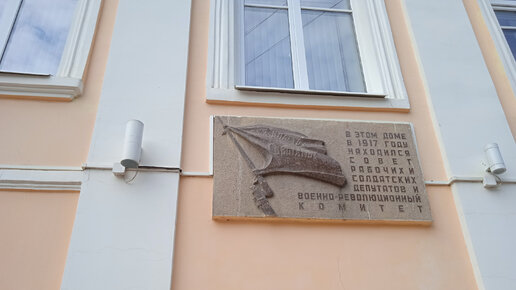 В ЭТОМ ДОМЕ
В 1917 ГОДУ
НАХОДИЛСЯ
СОВЕТ
РАБОЧИХ И
СОЛДАТСКИХ
ДЕПУТАТОВ И
ВОЕННО-РЕВОЛЮЦИОННЫЙ
КОМИТЕТ